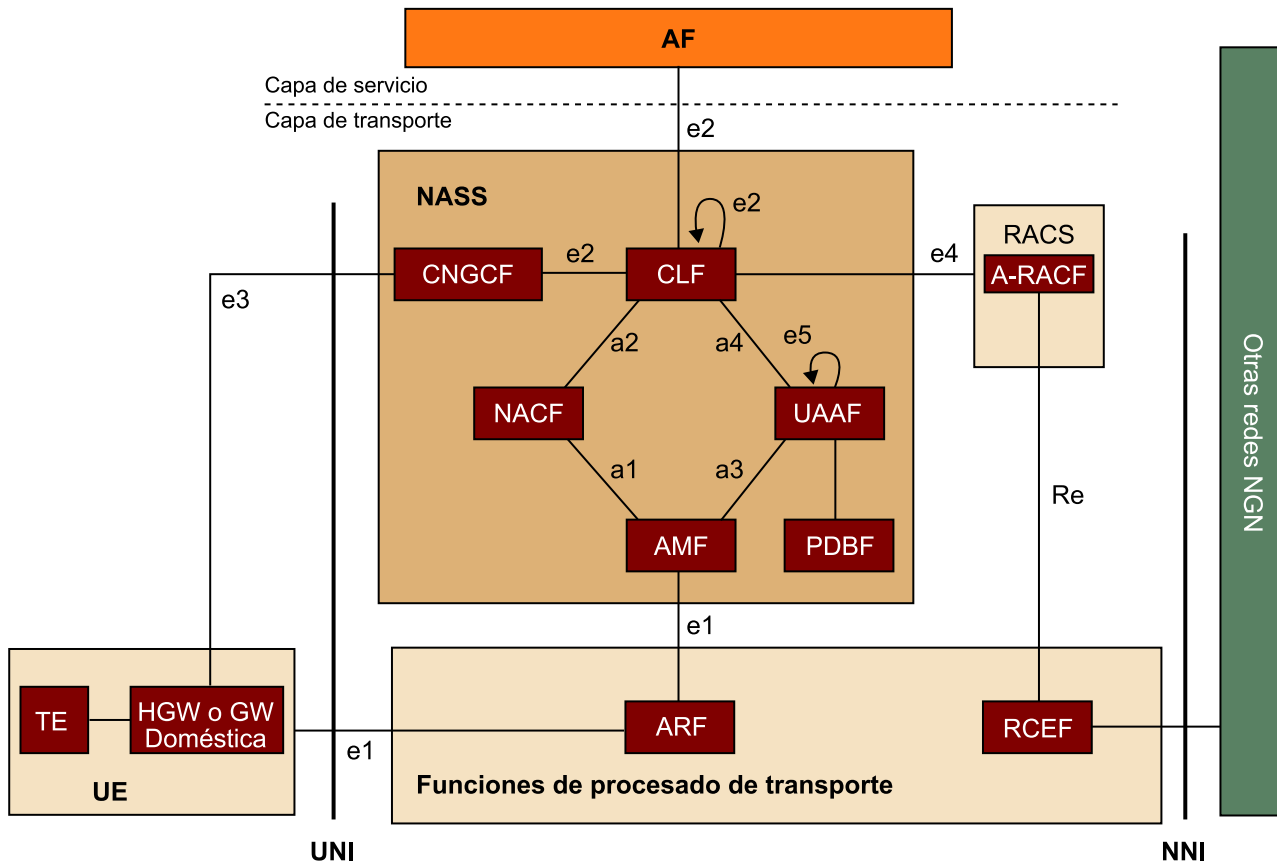 AF
Capa de servicio
Capa de transporte
e2
NASS
e2
RACS
CNGCF
e2
CLF
e4
A-RACF
e3
a2
a4
e5
NACF
UAAF
a1
a3
Re
AMF
PDBF
e1
Otras redes NGN
TE
HGW o GW
Doméstica
ARF
RCEF
e1
UE
Funciones de procesado de transporte
UNI
NNI